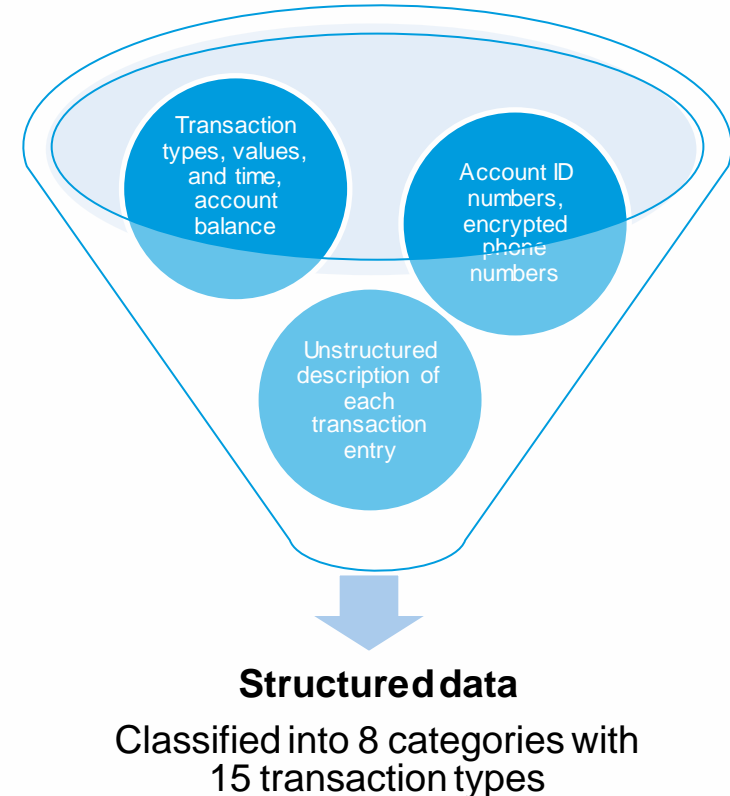 Transaction
types, values,
and time,
account
balance
Account ID
numbers,
encrypted
phone
numbers
Unstructured
description of
each
transaction
entry
Structured data
Classified into 8 categories with
15 transaction types